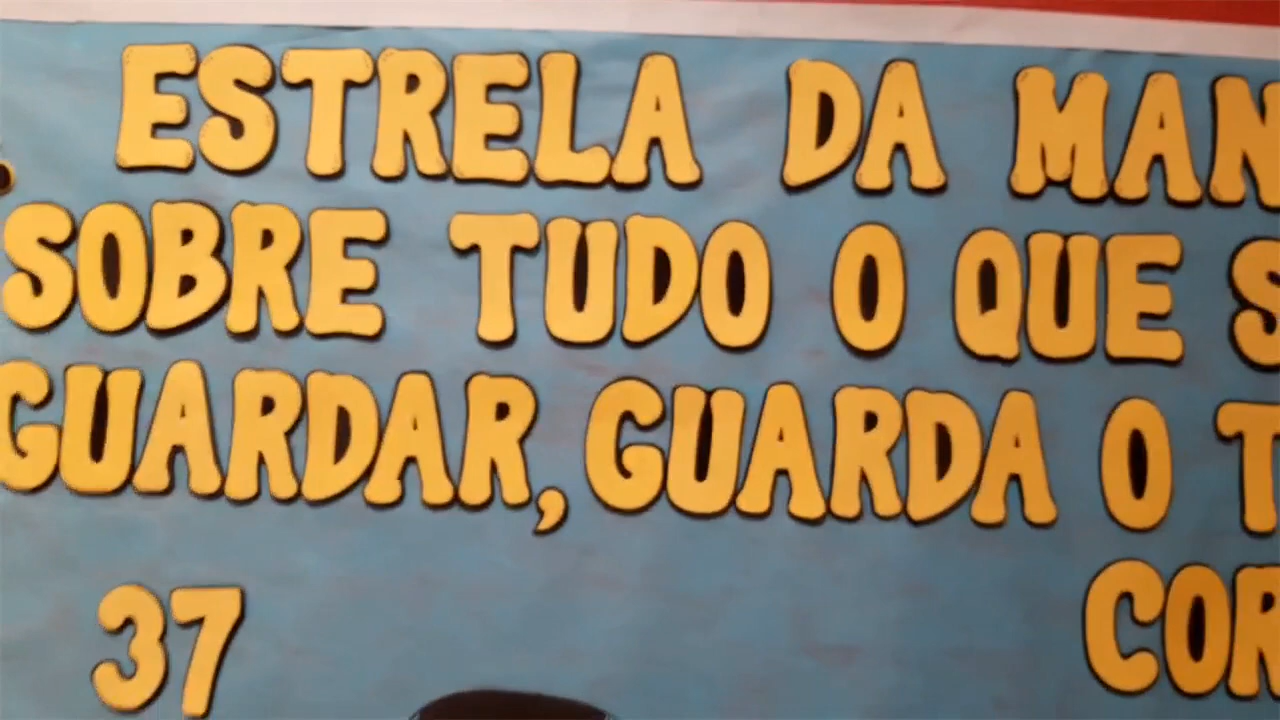 ESTRELA DA MAN
SOBRE TUDO O QUE S
GUARDAR, GUARDA O T
37 COR